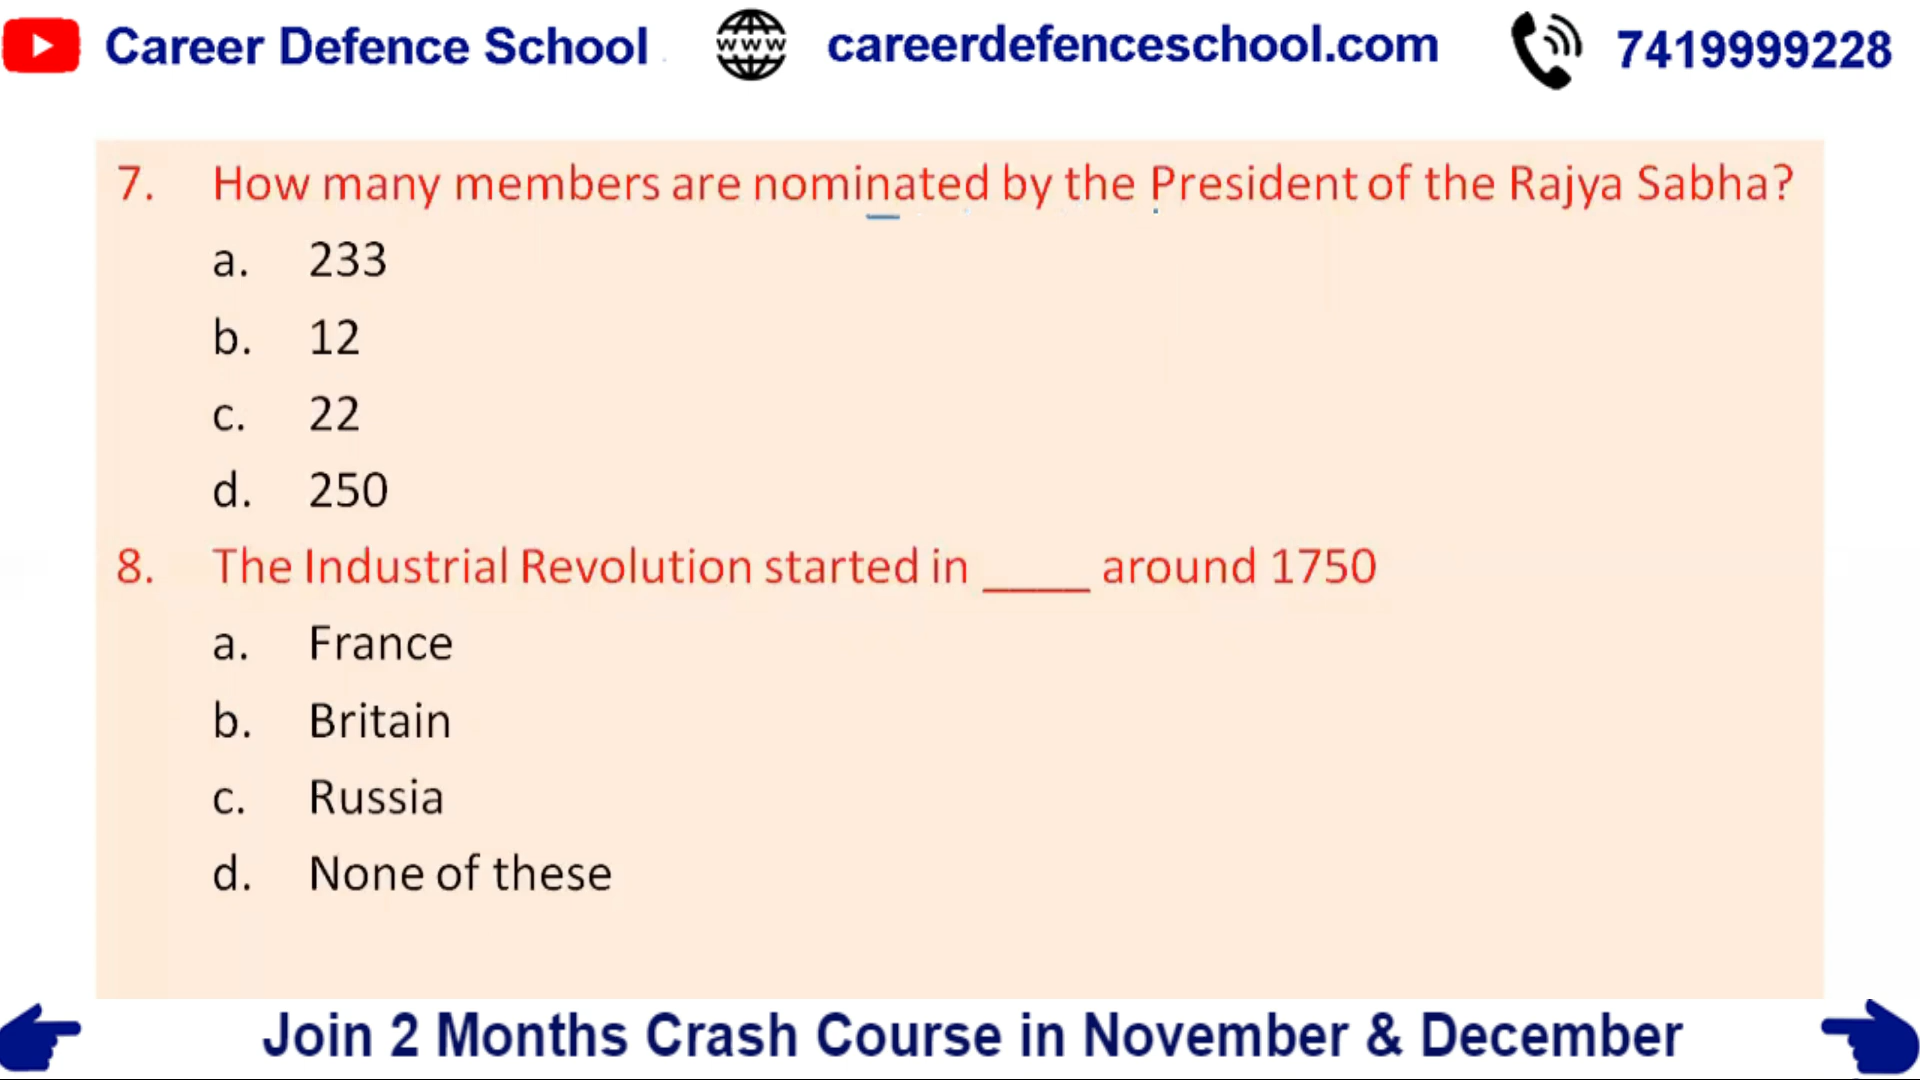 Career Defence School
www
careerdefenceschool.com
7419999228
7. How many members are nominated by the President of the Rajya Sabha?
a. 233
b. 12
c. 22
d. 250
8. The Industrial Revolution started in ____ around 1750
a. France
b. Britain
c. Russia
d. None of these
Join 2 Months Crash Course in November & December